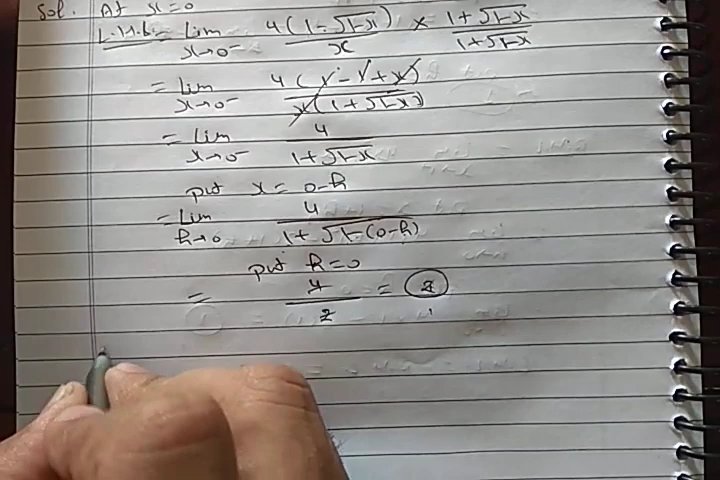 Sol. At x=0
L.H.L = Lim x→0⁻ 4(1-√1-x)/x × 1+√1-x/1+√1-x
= Lim x→0⁻ 4(1-1+x)/x(1+√1-x)
= Lim x→0⁻ 4/1+√1-x
put x = 0-h
= Lim h→0 4/1+√1-(0-h)
put h=0
= 4/2 = 2